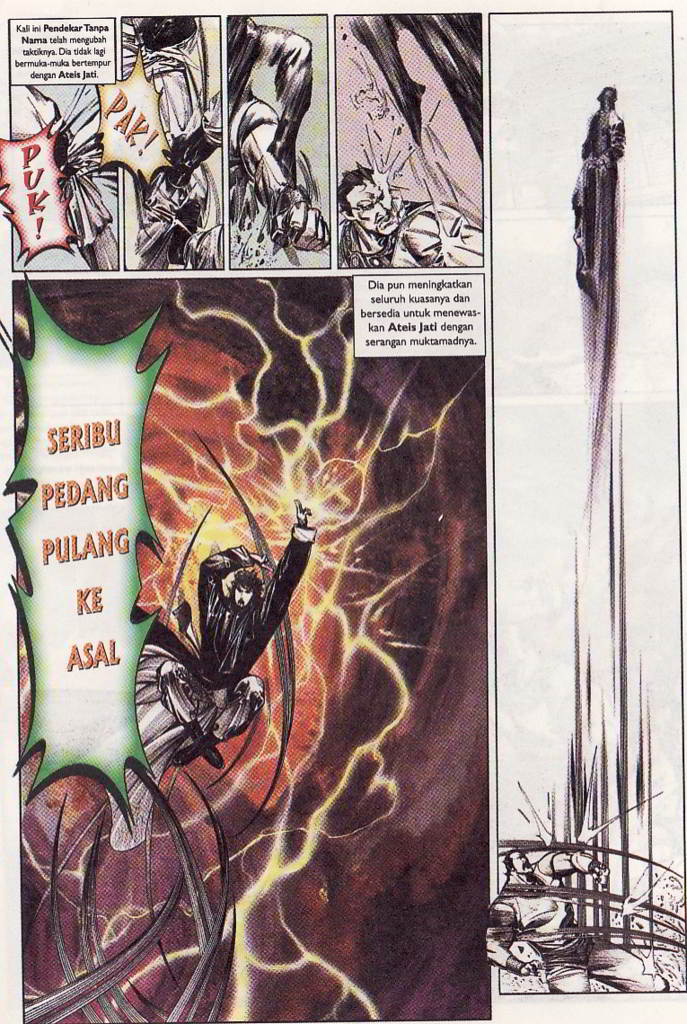 Kali ini Pendekar Tanpa
Nama telah mengubah
taktiknya. Dia tidak lagi
bermuka-muka bertempur
dengan Ateis Jati.
PUK!
PAK!
Dia pun meningkatkan
seluruh kuasanya dan
bersedia untuk menewas-
kan Ateis Jati dengan
serangan muktamadnya.
SERIBU
PEDANG
PULANG
KE
ASAL